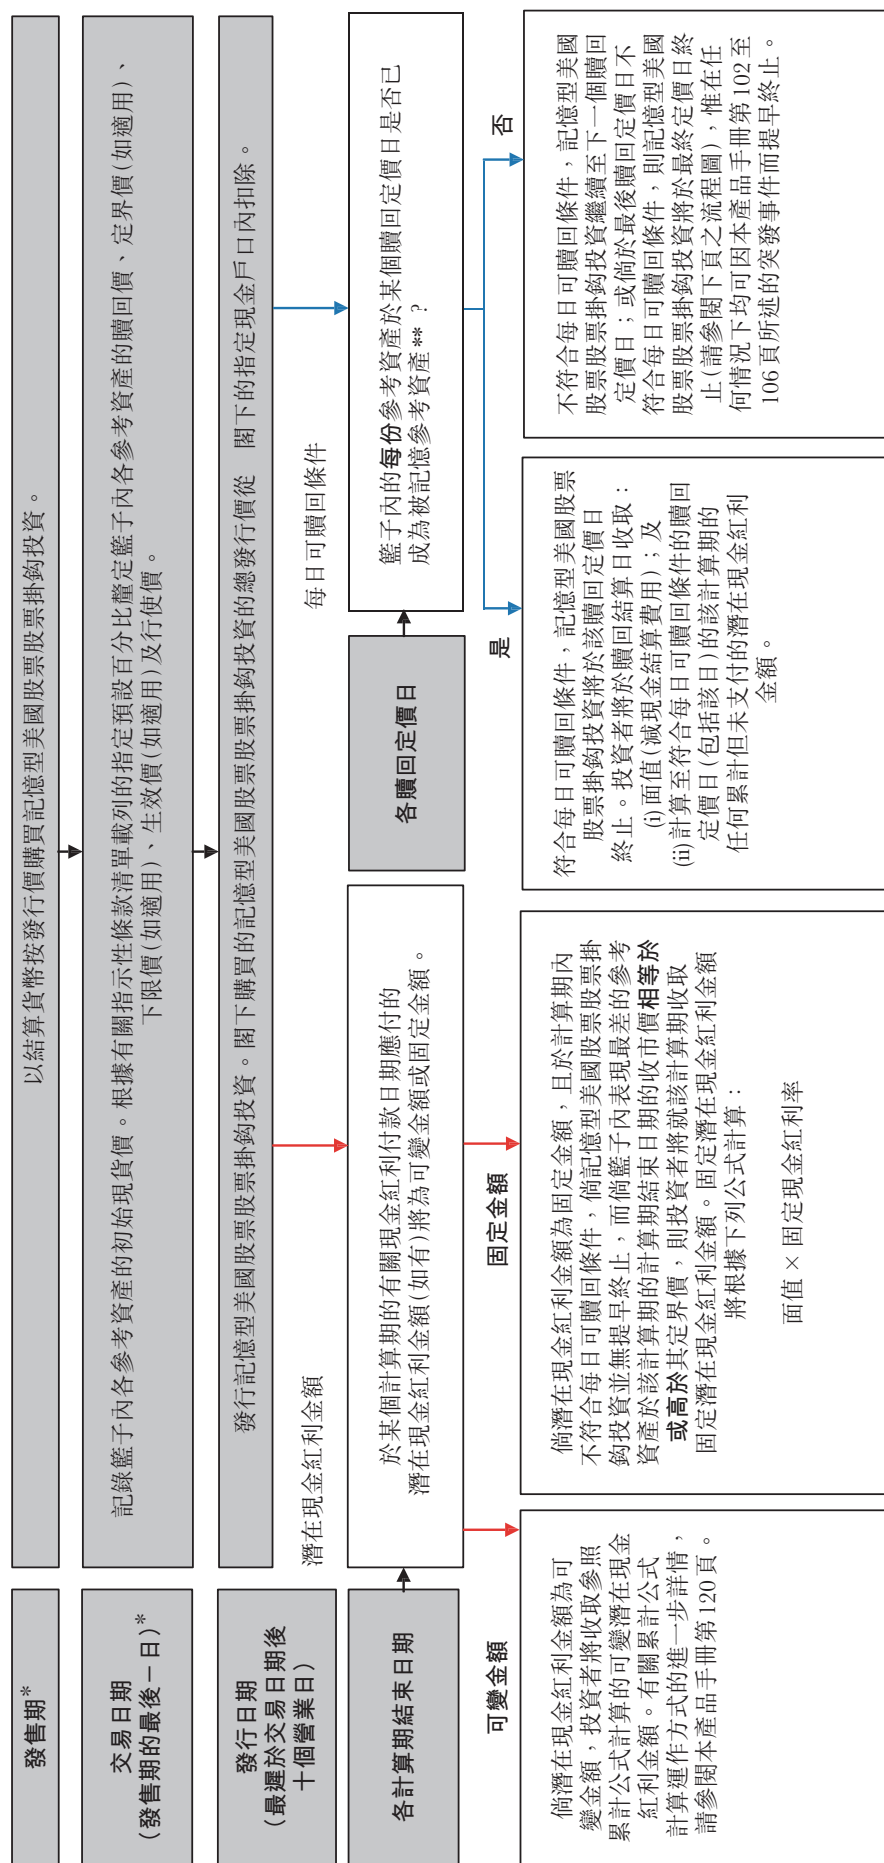 發售期*
以結算貨幣按發行價購買記憶型美國股票股票掛鈎投資。
交易日期
(發售期的最後一日)*
記錄籃子內各參考資產的初始現貨價。根據有關指示性條款清單載列的指定預設百分比釐定籃子內各參考資產的贖回價、定界價(如適用)、
下限價(如適用)、生效價(如適用)及行使價。
發行日期
(最遲於交易日期後
十個營業日)
發行記憶型美國股票股票掛鈎投資。閣下購買的記憶型美國股票股票掛鈎投資的總發行價從 閣下的指定現金戶口內扣除。
潛在現金紅利金額
每日可贖回條件
各計算期結束日期
於某個計算期的有關現金紅利付款日期應付的
潛在現金紅利金額(如有)將為可變金額或固定金額。
各贖回定價日
籃子內的每份參考資產於某個贖回定價日是否已
成為被記憶參考資產**?
可變金額
固定金額
是
否
倘潛在現金紅利金額為可
變金額,投資者將收取參照
累計公式計算的可變潛在現金
紅利金額。有關累計公式
計算運作方式的進一步詳情,
請參閱本產品手冊第120頁。
倘潛在現金紅利金額為固定金額,且於計算期內
不符合每日可贖回條件,倘記憶型美國股票股票掛
鈎投資並無提早終止,而倘籃子內表現最差的參考
資產於該計算期的計算期結束日期的收市價相等於
或高於其定界價,則投資者將就該計算期收取
固定潛在現金紅利金額。固定潛在現金紅利金額
將根據下列公式計算:
面值 × 固定現金紅利率
符合每日可贖回條件,記憶型美國股票
股票掛鈎投資將於該贖回定價日
終止。投資者將於贖回結算日收取:
(i)面值(減現金結算費用);及
(ii)計算至符合每日可贖回條件的贖回
定價日(包括該日)的該計算期的
任何累計但未支付的潛在現金紅利
金額。
不符合每日可贖回條件,記憶型美國
股票股票掛鈎投資繼續至下一個贖回
定價日;或倘於最後贖回定價日不
符合每日可贖回條件,則記憶型美國
股票股票掛鈎投資將於最終定價日終
止(請參閱下頁之流程圖),惟在任
何情況下均可因本產品手冊第102至
106頁所述的突發事件而提早終止。